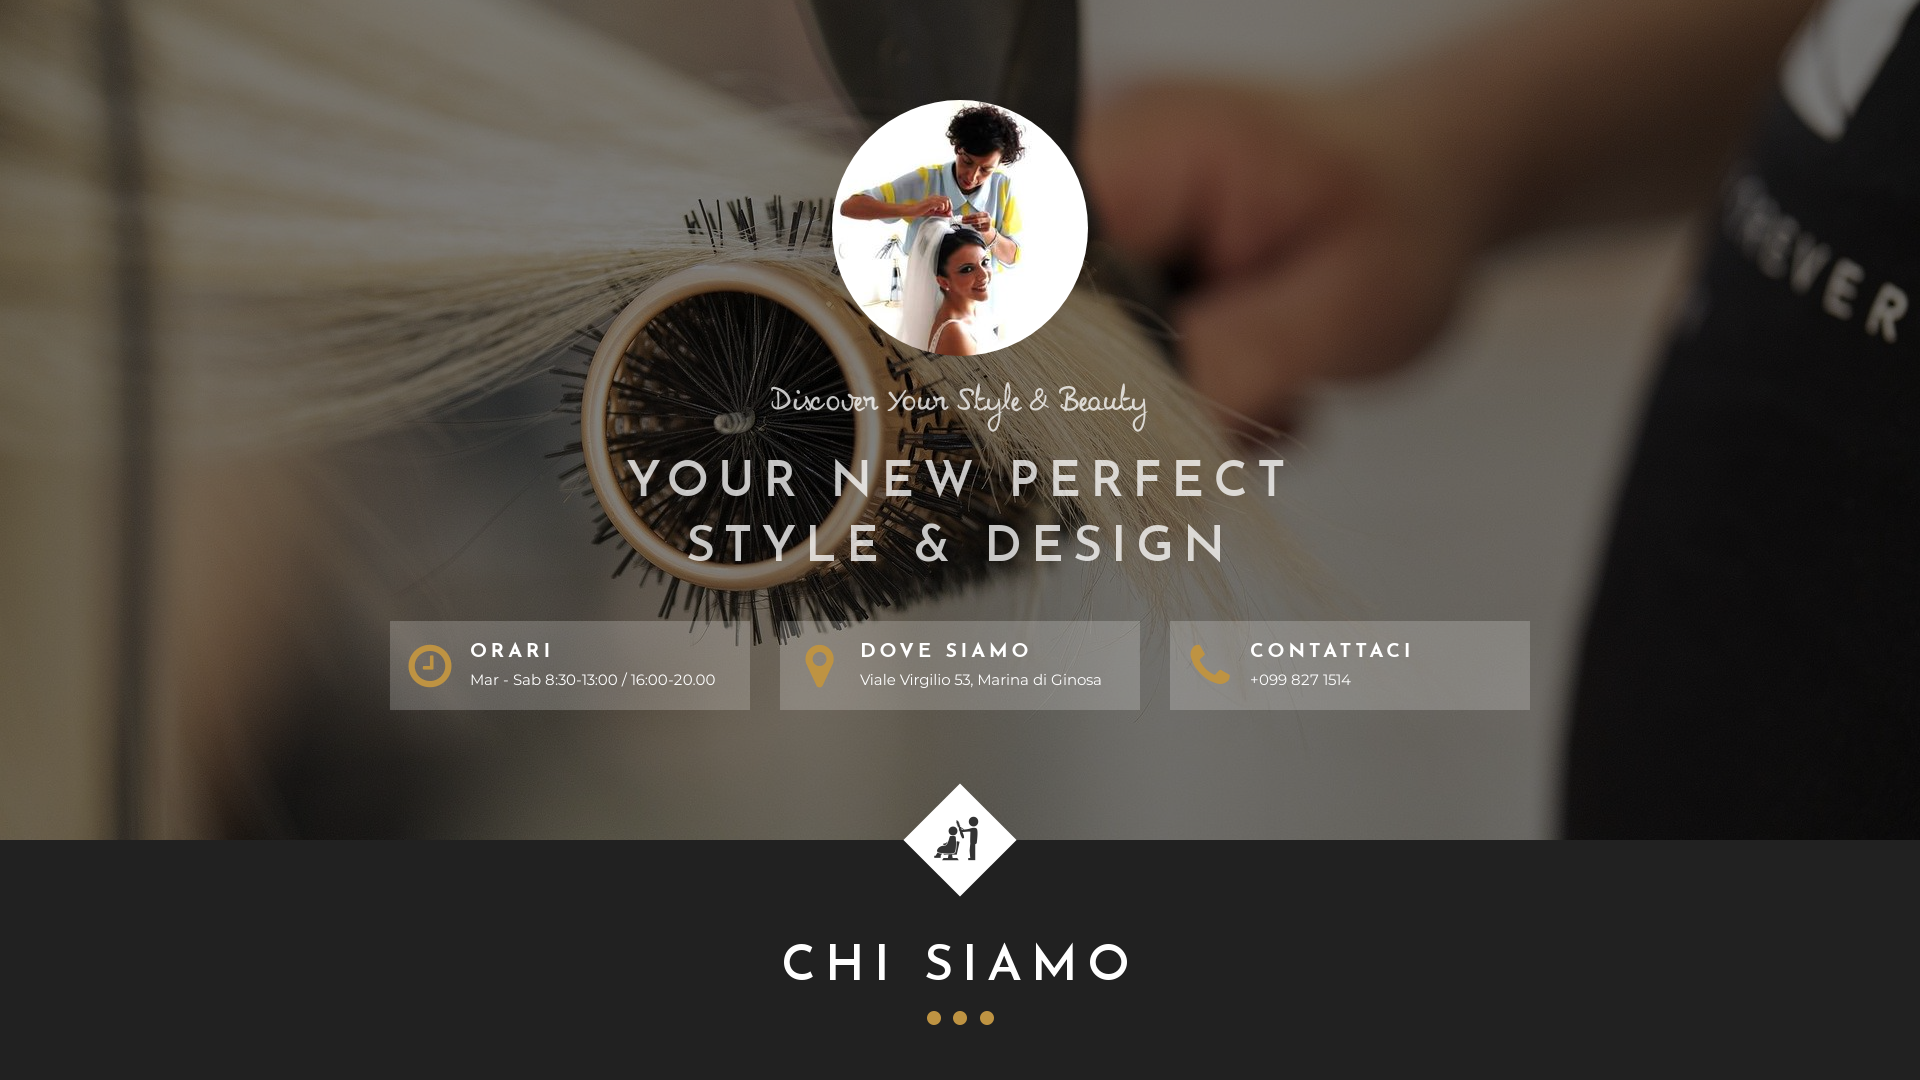 Discover Your Style & Beauty
YOUR NEW PERFECT
STYLE & DESIGN
ORARI
Mar - Sab 8:30-13:00 / 16:00-20.00
DOVE SIAMO
Viale Virgilio 53, Marina di Ginosa
CONTATTACI
+099 827 1514
CHI SIAMO